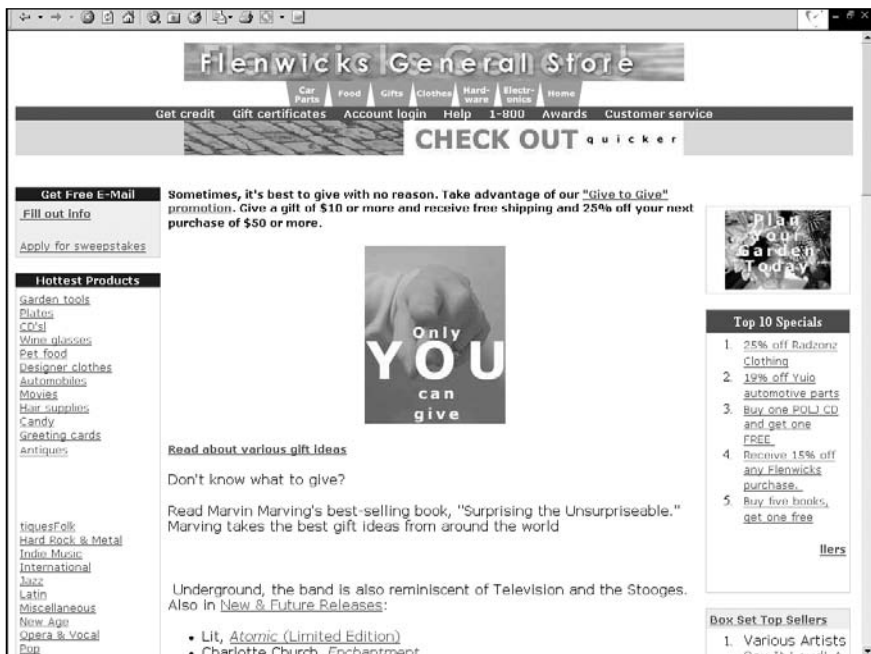 Flenwicks General Store
Car Parts Food Gifts Clothes Hard-ware Electr-onics Home
Get credit Gift certificates Account login Help 1-800 Awards Customer service
CHECK OUT quicker
Get Free E-Mail
Fill out info
Apply for sweepstakes
Hottest Products
Garden tools
Plates
CD's!
Wine glasses
Pet food
Designer clothes
Automobiles
Movies
Hair supplies
Candy
Greeting cards
Antiques
tiquesFolk
Hard Rock & Metal
Indie Music
International
Jazz
Latin
Miscellaneous
New Age
Opera & Vocal
Pop
Sometimes, it's best to give with no reason. Take advantage of our "Give to Give"
promotion. Give a gift of $10 or more and receive free shipping and 25% off your next
purchase of $50 or more.
Only
YOU
can
give
Read about various gift ideas
Don't know what to give?
Read Marvin Marving's best-selling book, "Surprising the Unsurpriseable."
Marving takes the best gift ideas from around the world
Underground, the band is also reminiscent of Television and the Stooges.
Also in New & Future Releases:
• Lit, Atomic (Limited Edition)
• Charlotte Church, Enchantment
Plan
Your
Garden
Today
Top 10 Specials
1. 25% off Radzonz
Clothing
2. 19% off Yuio
automotive parts
3. Buy one POLJ CD
and get one
FREE
4. Receive 15% off
any Flenwicks
purchase.
5. Buy five books,
get one free
llers
Box Set Top Sellers
1. Various Artists